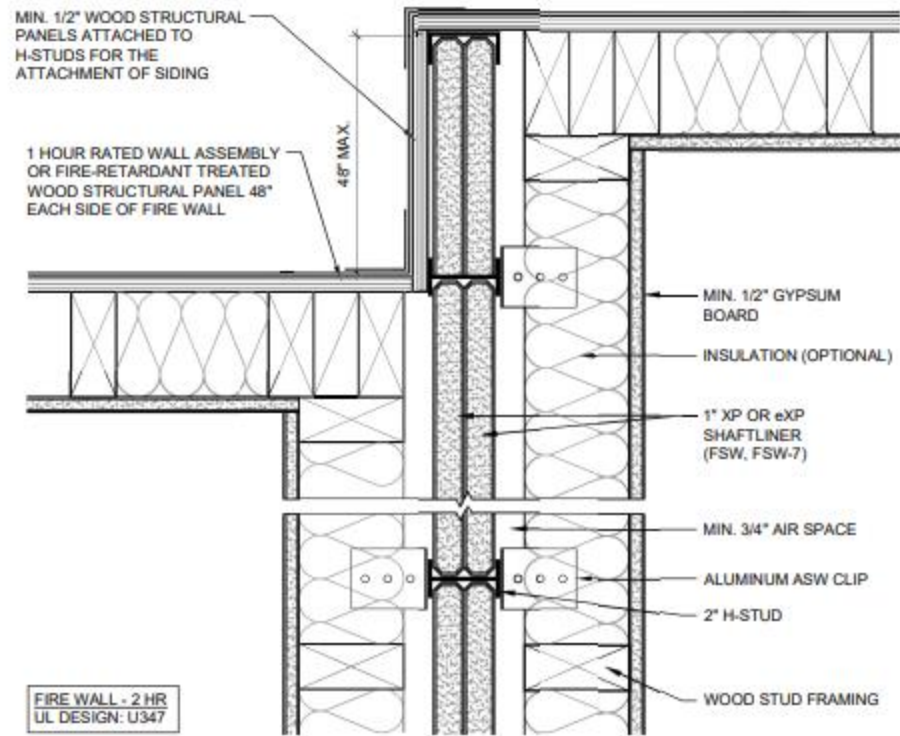 MIN. 1/2" WOOD STRUCTURAL
PANELS ATTACHED TO
H-STUDS FOR THE
ATTACHMENT OF SIDING
1 HOUR RATED WALL ASSEMBLY
OR FIRE-RETARDANT TREATED
WOOD STRUCTURAL PANEL 48"
EACH SIDE OF FIRE WALL
48" MAX.
MIN. 1/2" GYPSUM
BOARD
INSULATION (OPTIONAL)
1" XP OR eXP
SHAFTLINER
(FSW, FSW-7)
MIN. 3/4" AIR SPACE
ALUMINUM ASW CLIP
2" H-STUD
WOOD STUD FRAMING
FIRE WALL - 2 HR
UL DESIGN: U347